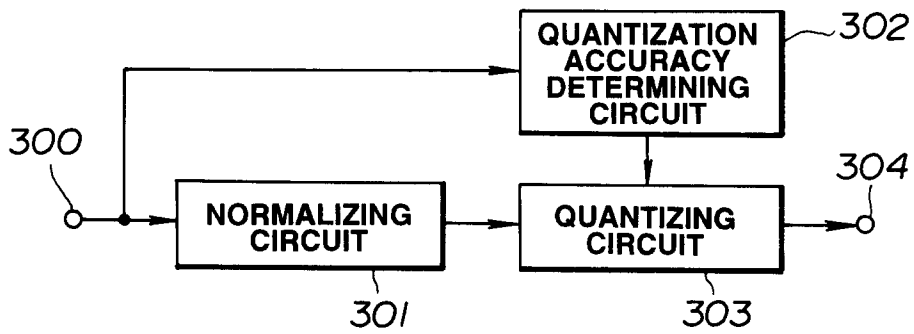 QUANTIZATION
ACCURACY
DETERMINING
CIRCUIT
302
300
304
NORMALIZING
CIRCUIT
QUANTIZING
CIRCUIT
301
303